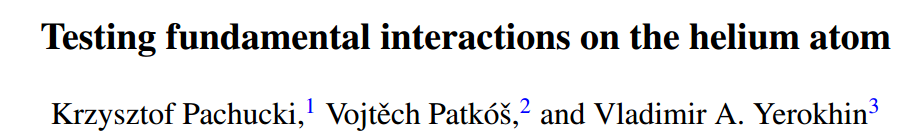 Testing fundamental interactions on the helium atom
Krzysztof Pachucki,1 Vojtěch Patkóš,2 and Vladimir A. Yerokhin3